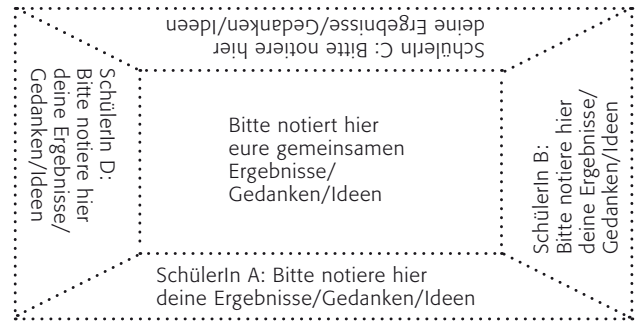 SchülerIn C: Bitte notiere hier
deine Ergebnisse/Gedanken/Ideen
SchülerIn D:
Bitte notiere hier
deine Ergebnisse/
Gedanken/Ideen
Bitte notiert hier
eure gemeinsamen
Ergebnisse/
Gedanken/Ideen
SchülerIn B:
Bitte notiere hier
deine Ergebnisse/
Gedanken/Ideen
SchülerIn A: Bitte notiere hier
deine Ergebnisse/Gedanken/Ideen